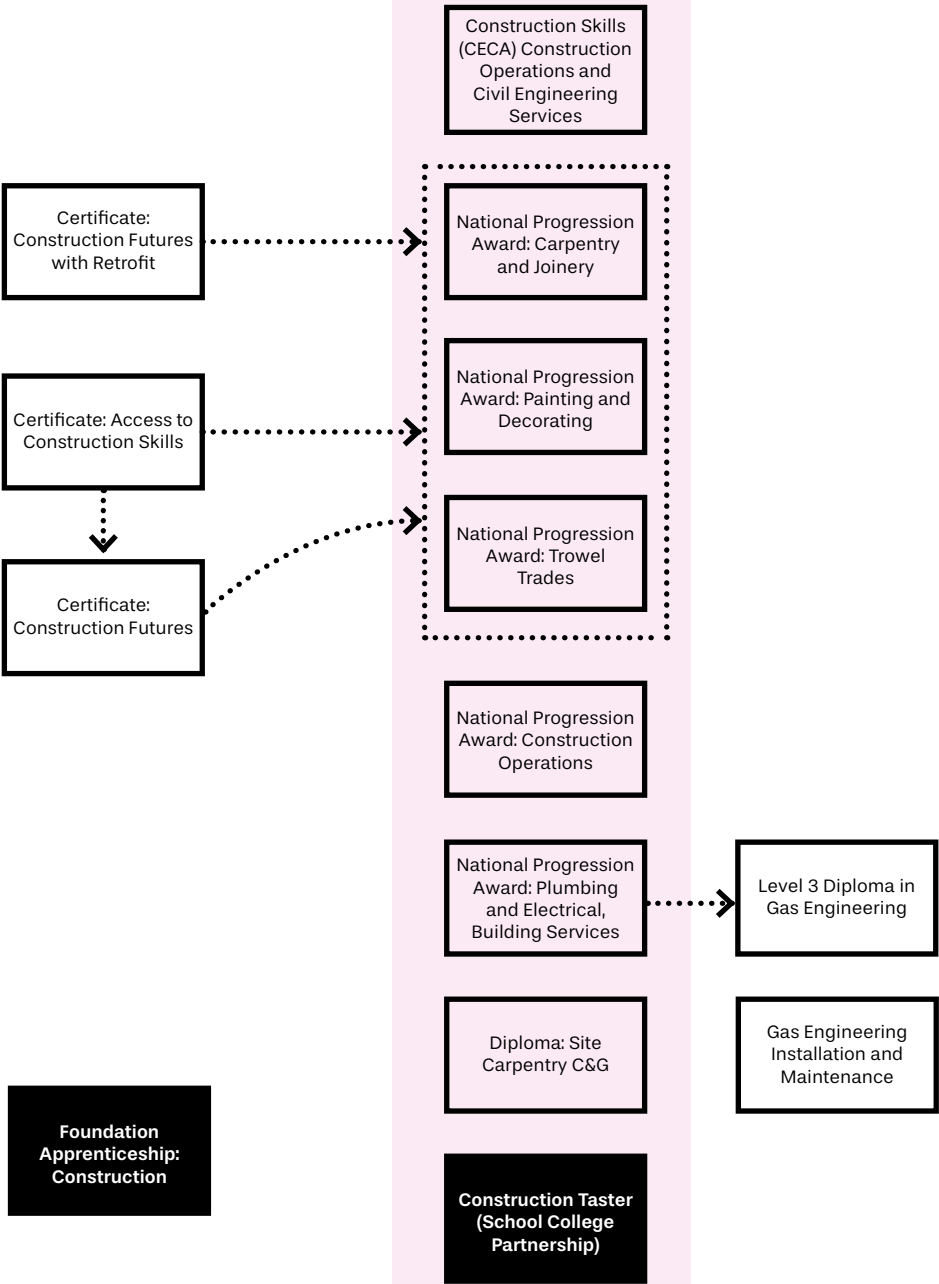 Construction Skills
(CECA) Construction
Operations and
Civil Engineering
Services
Certificate:
Construction Futures
with Retrofit
National Progression
Award: Carpentry
and Joinery
Certificate: Access to
Construction Skills
National Progression
Award: Painting and
Decorating
Certificate:
Construction Futures
National Progression
Award: Trowel
Trades
National Progression
Award: Construction
Operations
National Progression
Award: Plumbing
and Electrical,
Building Services
Level 3 Diploma in
Gas Engineering
Diploma: Site
Carpentry C&G
Gas Engineering
Installation and
Maintenance
Foundation
Apprenticeship:
Construction
Construction Taster
(School College
Partnership)